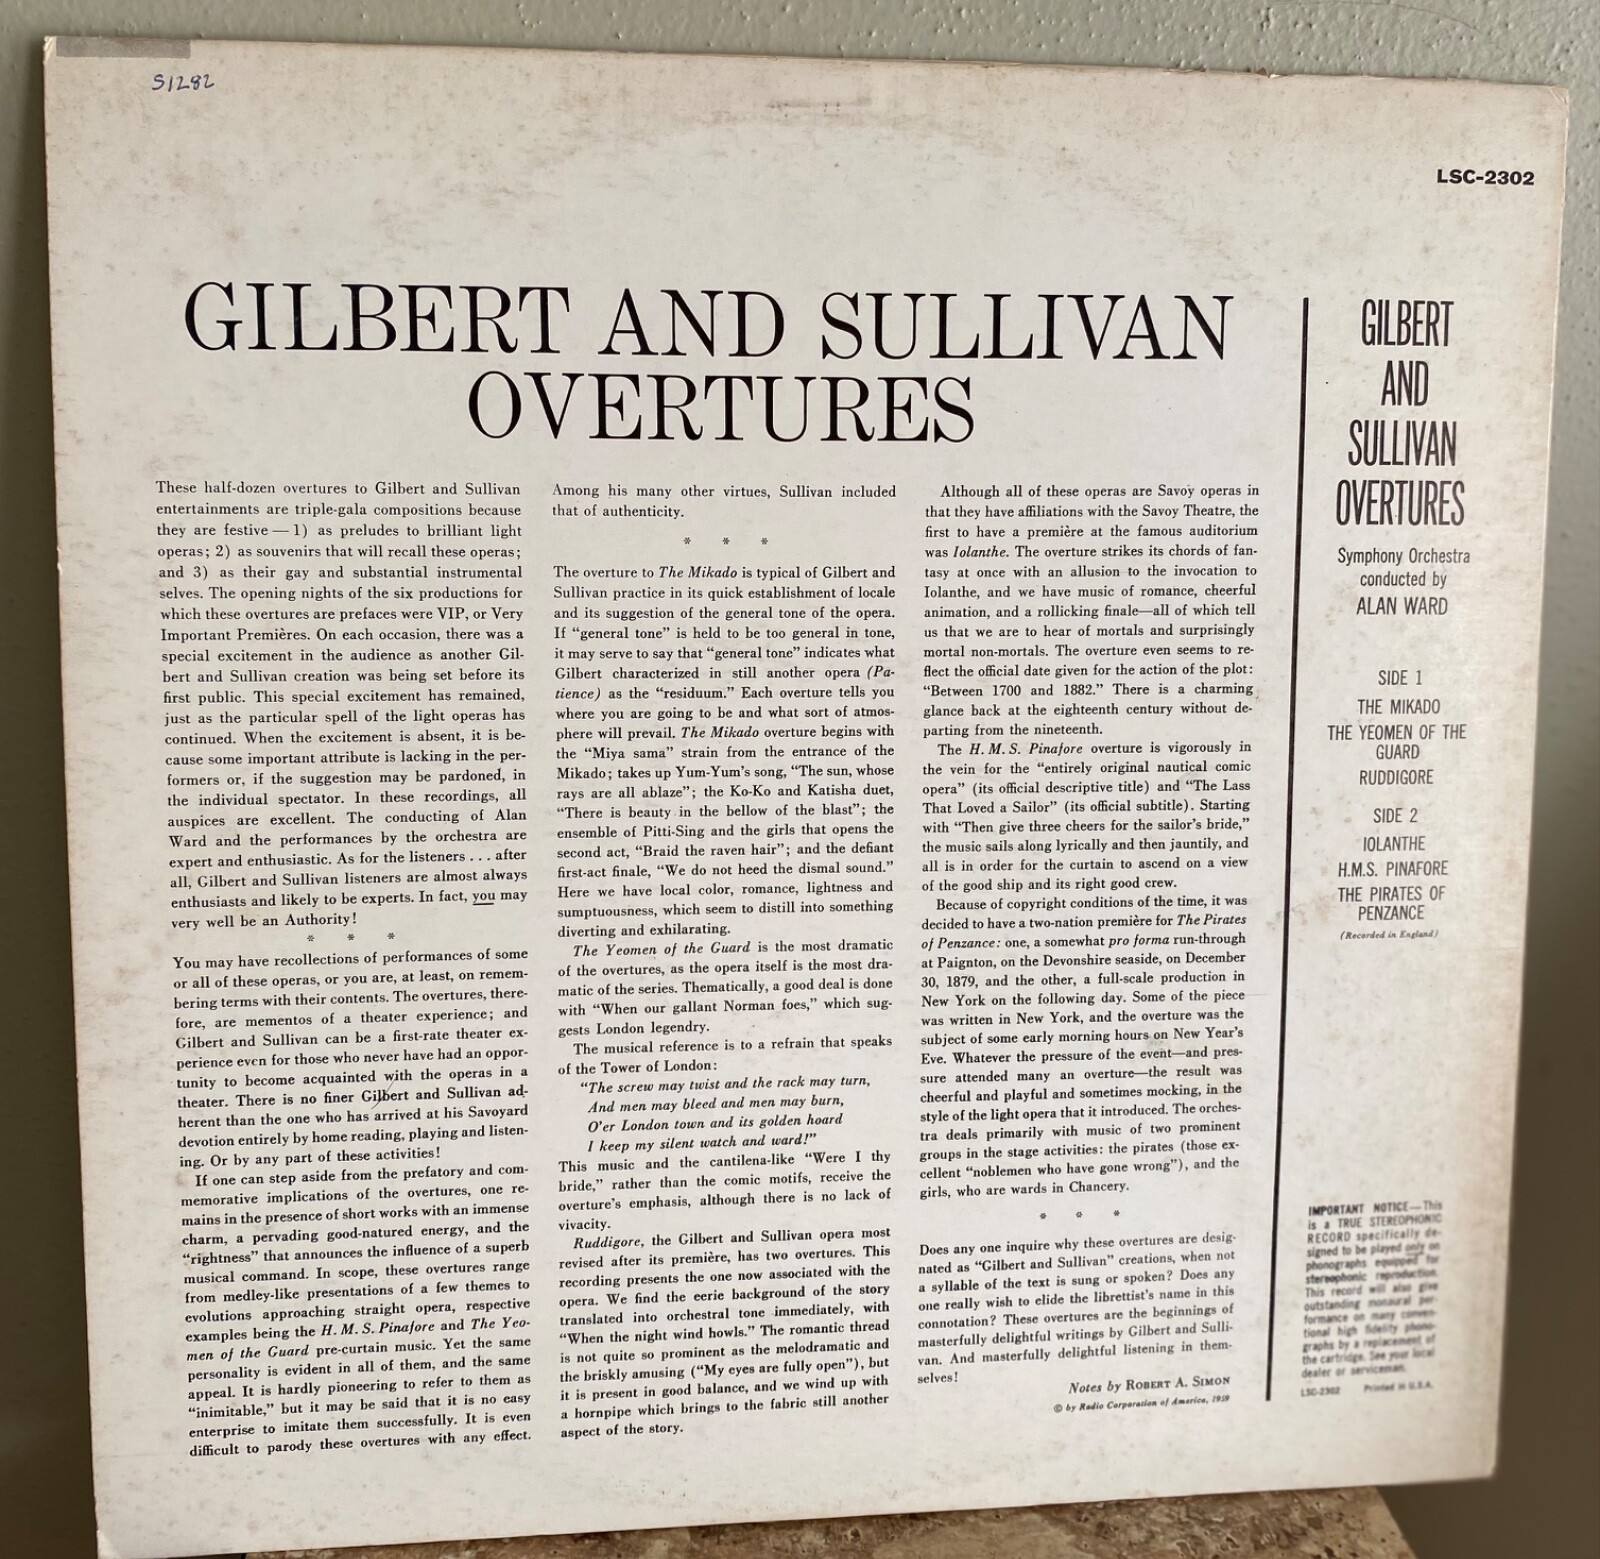 S1282
LSC-2302
GILBERT AND SULLIVAN
OVERTURES
These half-dozen overtures to Gilbert and Sullivan
entertainments are triple-gala compositions because
they are festive — 1) as preludes to brilliant light
operas; 2) as souvenirs that will recall these operas;
and 3) as their gay and substantial instrumental
selves. The opening nights of the six productions for
which these overtures are prefaces were VIP, or Very
Important Premières. On each occasion, there was a
special excitement in the audience as another Gil-
bert and Sullivan creation was being set before its
first public. This special excitement has remained,
just as the particular spell of the light operas has
continued. When the excitement is absent, it is be-
cause some important attribute is lacking in the per-
formers or, if the suggestion may be pardoned, in
the individual spectator. In these recordings, all
auspices are excellent. The conducting of Alan
Ward and the performances by the orchestra are
expert and enthusiastic. As for the listeners . . . after
all, Gilbert and Sullivan listeners are almost always
enthusiasts and likely to be experts. In fact, you may
very well be an Authority!
* * *
You may have recollections of performances of some
or all of these operas, or you are, at least, on remem-
bering terms with their contents. The overtures, there-
fore, are mementos of a theater experience; and
Gilbert and Sullivan can be a first-rate theater ex-
perience even for those who never have had an oppor-
tunity to become acquainted with the operas in a
theater. There is no finer Gilbert and Sullivan ad-
herent than the one who has arrived at his Savoyard
devotion entirely by home reading, playing and listen-
ing. Or by any part of these activities!
If one can step aside from the prefatory and com-
memorative implications of the overtures, one re-
mains in the presence of short works with an immense
charm, a pervading good-natured energy, and the
"rightness" that announces the influence of a superb
musical command. In scope, these overtures range
from medley-like presentations of a few themes to
evolutions approaching straight opera, respective
examples being the H. M. S. Pinafore and The Yeo-
men of the Guard pre-curtain music. Yet the same
personality is evident in all of them, and the same
appeal. It is hardly pioneering to refer to them as
"inimitable," but it may be said that it is no easy
enterprise to imitate them successfully. It is even
difficult to parody these overtures with any effect.
Among his many other virtues, Sullivan included
that of authenticity.
* * *
The overture to The Mikado is typical of Gilbert and
Sullivan practice in its quick establishment of locale
and its suggestion of the general tone of the opera.
If "general tone" is held to be too general in tone,
it may serve to say that "general tone" indicates what
Gilbert characterized in still another opera (Pa-
tience) as the "residuum." Each overture tells you
where you are going to be and what sort of atmos-
phere will prevail. The Mikado overture begins with
the "Miya sama" strain from the entrance of the
Mikado; takes up Yum-Yum's song, "The sun, whose
rays are all ablaze"; the Ko-Ko and Katisha duet,
"There is beauty in the bellow of the blast"; the
ensemble of Pitti-Sing and the girls that opens the
second act, "Braid the raven hair"; and the defiant
first-act finale, "We do not heed the dismal sound."
Here we have local color, romance, lightness and
sumptuousness, which seem to distill into something
diverting and exhilarating.
The Yeomen of the Guard is the most dramatic
of the overtures, as the opera itself is the most dra-
matic of the series. Thematically, a good deal is done
with "When our gallant Norman foes," which sug-
gests London legendry.
The musical reference is to a refrain that speaks
of the Tower of London:
"The screw may twist and the rack may turn,
And men may bleed and men may burn,
O'er London town and its golden hoard
I keep my silent watch and ward!"
This music and the cantilena-like "Were I thy
bride," rather than the comic motifs, receive the
overture's emphasis, although there is no lack of
vivacity.
Ruddigore, the Gilbert and Sullivan opera most
revised after its première, has two overtures. This
recording presents the one now associated with the
opera. We find the eerie background of the story
translated into orchestral tone immediately, with
"When the night wind howls." The romantic thread
is not quite so prominent as the melodramatic and
the briskly amusing ("My eyes are fully open"), but
it is present in good balance, and we wind up with
a hornpipe which brings to the fabric still another
aspect of the story.
Although all of these operas are Savoy operas in
that they have affiliations with the Savoy Theatre, the
first to have a première at the famous auditorium
was Iolanthe. The overture strikes its chords of fan-
tasy at once with an allusion to the invocation to
Iolanthe, and we have music of romance, cheerful
animation, and a rollicking finale—all of which tell
us that we are to hear of mortals and surprisingly
mortal non-mortals. The overture even seems to re-
flect the official date given for the action of the plot:
"Between 1700 and 1882." There is a charming
glance back at the eighteenth century without de-
parting from the nineteenth.
The H. M. S. Pinafore overture is vigorously in
the vein for the "entirely original nautical comic
opera" (its official descriptive title) and "The Lass
That Loved a Sailor" (its official subtitle). Starting
with "Then give three cheers for the sailor's bride,"
the music sails along lyrically and then jauntily, and
all is in order for the curtain to ascend on a view
of the good ship and its right good crew.
Because of copyright conditions of the time, it was
decided to have a two-nation première for The Pirates
of Penzance: one, a somewhat pro forma run-through
at Paignton, on the Devonshire seaside, on December
30, 1879, and the other, a full-scale production in
New York on the following day. Some of the piece
was written in New York, and the overture was the
subject of some early morning hours on New Year's
Eve. Whatever the pressure of the event—and pres-
sure attended many an overture—the result was
cheerful and playful and sometimes mocking, in the
style of the light opera that it introduced. The orches-
tra deals primarily with music of two prominent
groups in the stage activities: the pirates (those ex-
cellent "noblemen who have gone wrong"), and the
girls, who are wards in Chancery.
* * *
Does any one inquire why these overtures are desig-
nated as "Gilbert and Sullivan" creations, when not
a syllable of the text is sung or spoken? Does any
one really wish to elide the librettist's name in this
connotation? These overtures are the beginnings of
masterfully delightful writings by Gilbert and Sulli-
van. And masterfully delightful listening in them-
selves!
Notes by ROBERT A. SIMON
© by Radio Corporation of America, 1959
GILBERT
AND
SULLIVAN
OVERTURES
Symphony Orchestra
conducted by
ALAN WARD
SIDE 1
THE MIKADO
THE YEOMEN OF THE
GUARD
RUDDIGORE
SIDE 2
IOLANTHE
H.M.S. PINAFORE
THE PIRATES OF
PENZANCE
(Recorded in England)
IMPORTANT NOTICE—This
is a TRUE STEREOPHONIC
RECORD specifically de-
signed to be played only on
phonographs equipped for
stereophonic reproduction.
This record will also give
outstanding monaural per-
formance on many conven-
tional high fidelity phono-
graphs by a replacement of
the cartridge. See your local
dealer or serviceman.
LSC-2302 Printed in U.S.A.